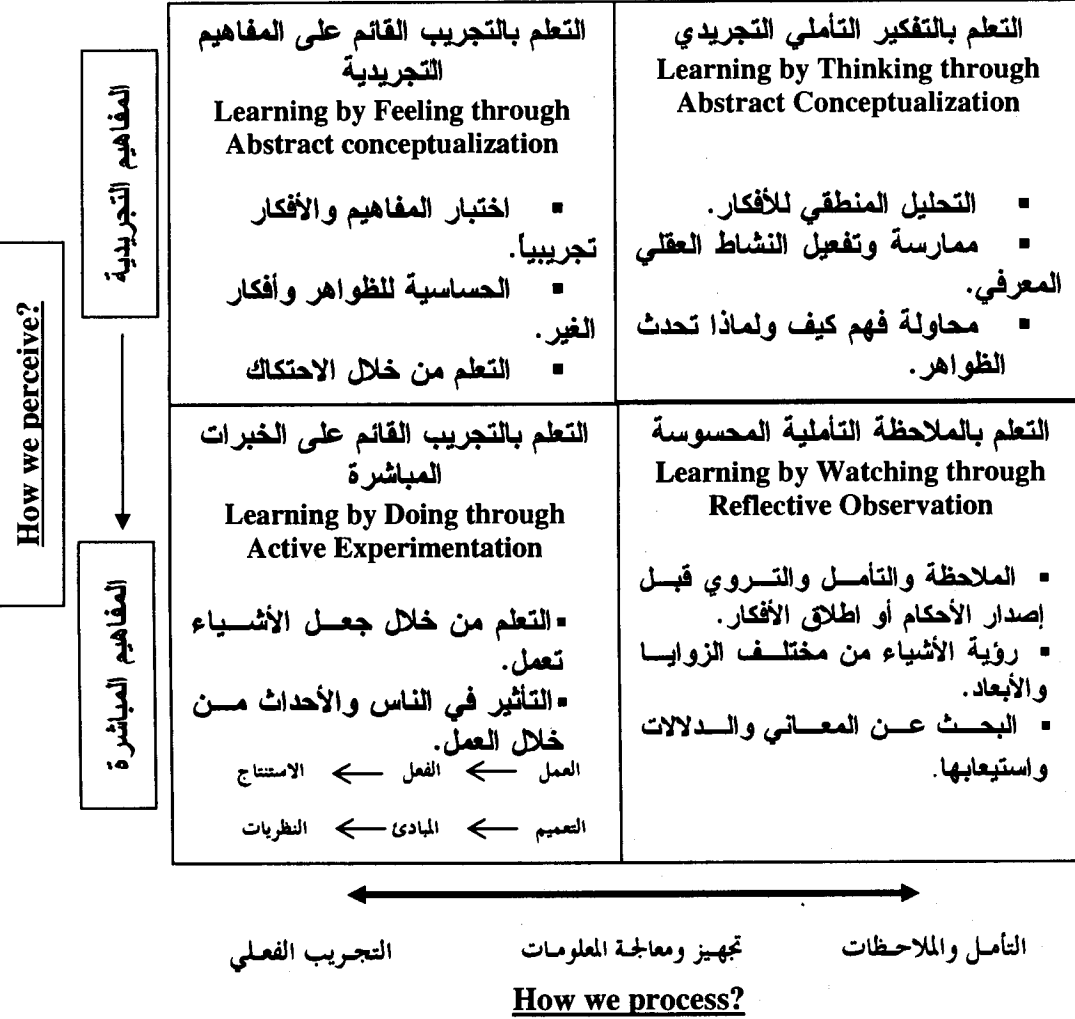 التعلم بالتفكير التأملي التجريدي
Learning by Thinking through
Abstract Conceptualization
▪ التحليل المنطقي للأفكار.
▪ ممارسة وتفعيل النشاط العقلي
المعرفي.
▪ محاولة فهم كيف ولماذا تحدث
الظواهر.
التعلم بالتجريب القائم على المفاهيم
التجريدية
Learning by Feeling through
Abstract conceptualization
▪ اختبار المفاهيم والأفكار
تجريبياً.
▪ الحساسية للظواهر وأفكار
الغير.
▪ التعلم من خلال الاحتكاك
المفاهيم التجريدية
How we perceive?
المفاهيم المباشرة
التعلم بالملاحظة التأملية المحسوسة
Learning by Watching through
Reflective Observation
▪ الملاحظة والتأمل والتروي قبل
إصدار الأحكام أو اطلاق الأفكار.
▪ رؤية الأشياء من مختلف الزوايا
والأبعاد.
▪ البحث عن المعاني والدلالات
واستيعابها.
التعلم بالتجريب القائم على الخبرات
المباشرة
Learning by Doing through
Active Experimentation
▪ التعلم من خلال جعل الأشياء
تعمل.
▪ التأثير في الناس والأحداث من
خلال العمل.
العمل ← الفعل ← الاستنتاج
التعميم ← المبادئ ← النظريات
التأمل والملاحظات تجهيز ومعالجة المعلومات التجريب الفعلي
How we process?